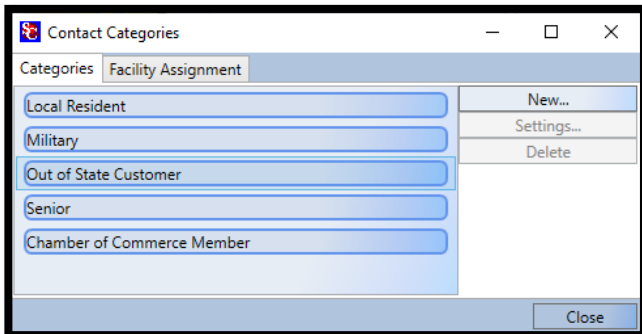 SC Contact Categories
Categories Facility Assignment
Local Resident
Military
Out of State Customer
Senior
Chamber of Commerce Member
New...
Settings...
Delete
Close